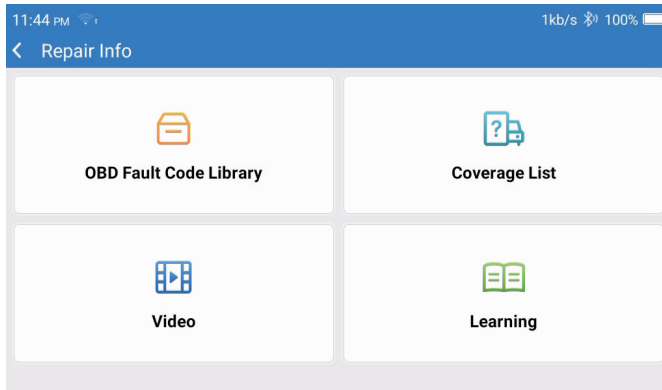 11:44 PM 1kb/s 100%
Repair Info
OBD Fault Code Library
Coverage List
Video
Learning